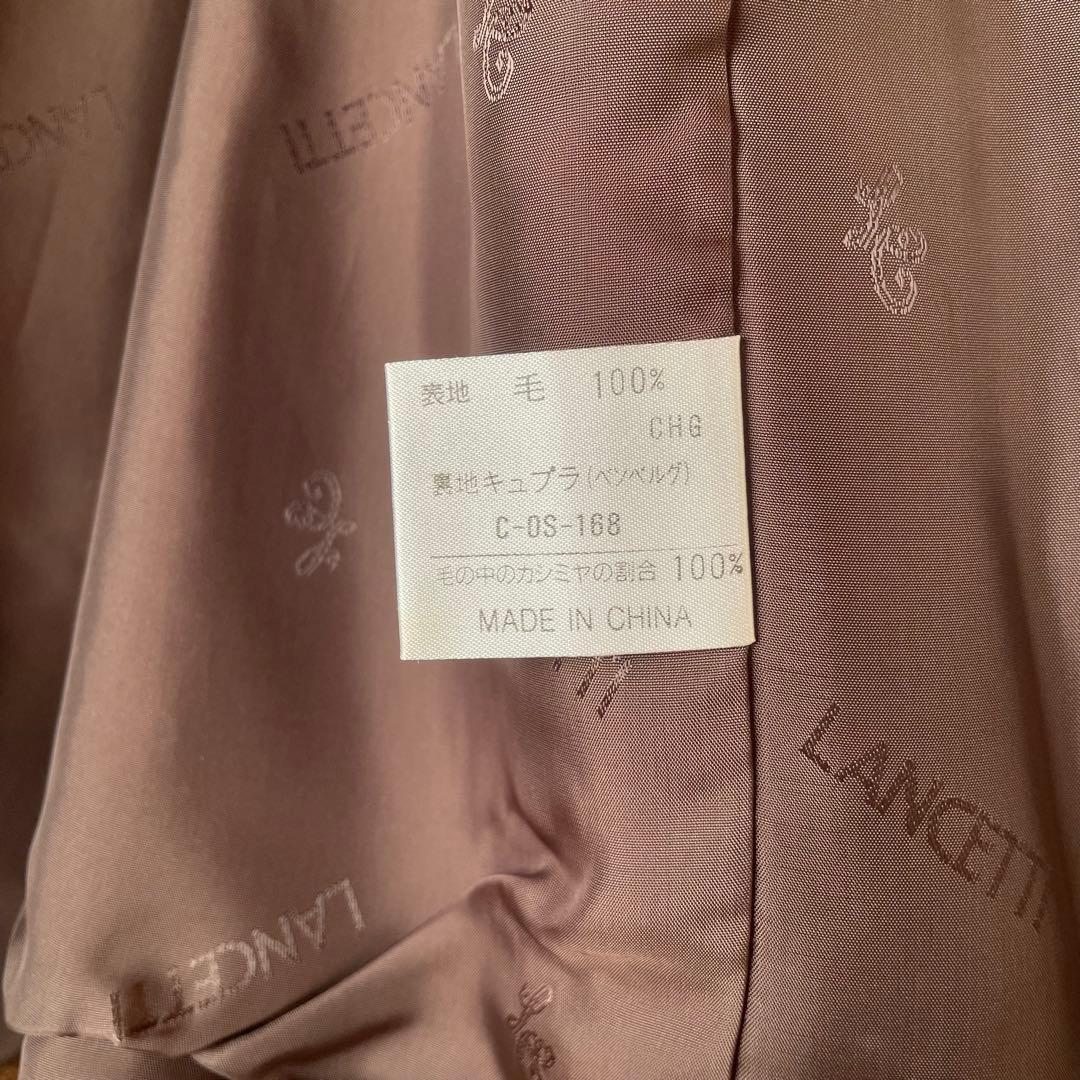 LANCETTI
LANCETTI
表地 毛 100%
CHG
裏地キュプラ(ベンベルグ)
C-OS-168
毛の中のカシミヤの割合 100%
MADE IN CHINA
LANCETTI
LANCETTI